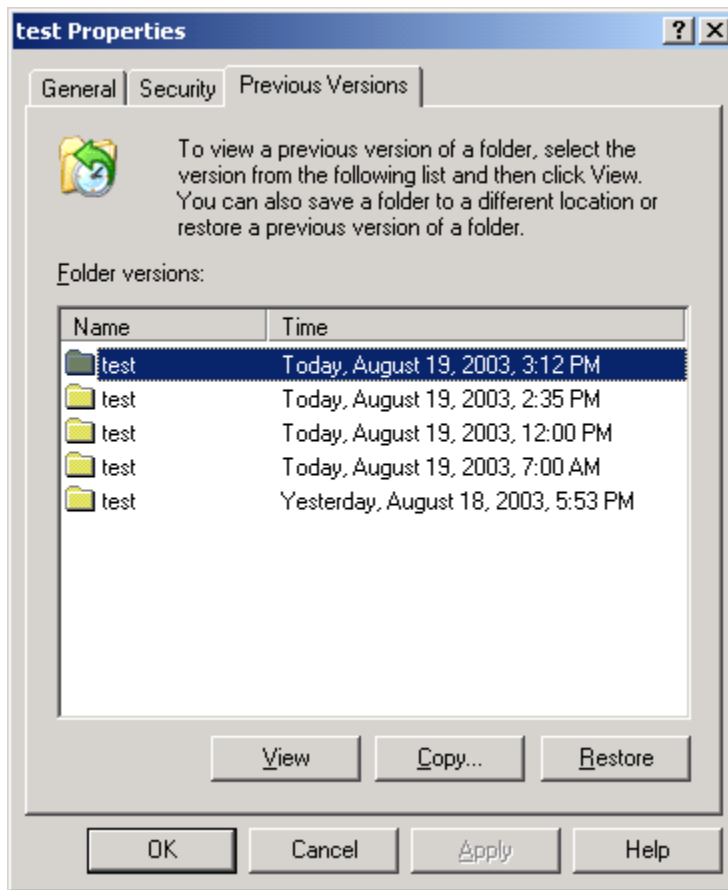 test Properties
General Security Previous Versions
To view a previous version of a folder, select the
version from the following list and then click View.
You can also save a folder to a different location or
restore a previous version of a folder.
Folder versions:
Name Time
test Today, August 19, 2003, 3:12 PM
test Today, August 19, 2003, 2:35 PM
test Today, August 19, 2003, 12:00 PM
test Today, August 19, 2003, 7:00 AM
test Yesterday, August 18, 2003, 5:53 PM
View Copy... Restore
OK Cancel Apply Help